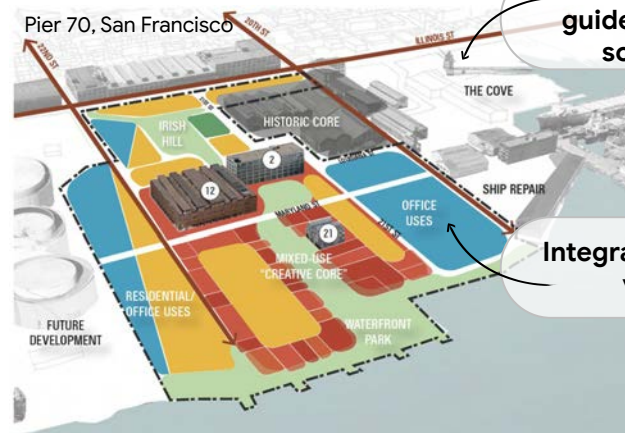 Pier 70, San Francisco
20TH ST
22ND ST
ILLINOIS ST
guide
so
THE COVE
IRISH
HILL
HISTORIC CORE
2
12
SHIP REPAIR
MARYLAND ST
OFFICE
USES
21ST ST
21
Integra
MIXED-USE
"CREATIVE CORE"
RESIDENTIAL/
OFFICE USES
FUTURE
DEVELOPMENT
WATERFRONT
PARK